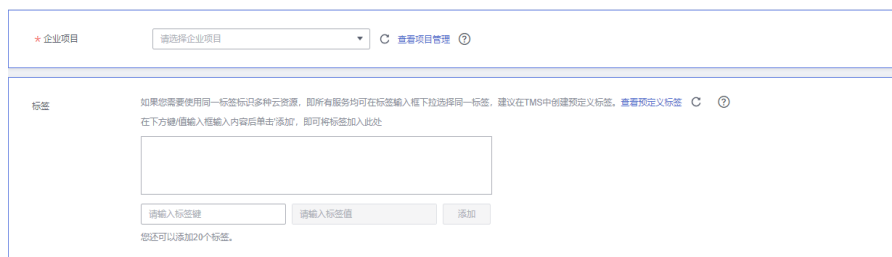 * 企业项目 请选择企业项目 查看项目管理 ?
标签 如果您需要使用同一标签标识多种云资源，即所有服务均可在标签输入框下拉选择同一标签，建议在TMS中创建预定义标签。查看预定义标签 ?
在下方键/值输入框输入内容后单击'添加'，即可将标签加入此处
请输入标签键 请输入标签值 添加
您还可以添加20个标签。